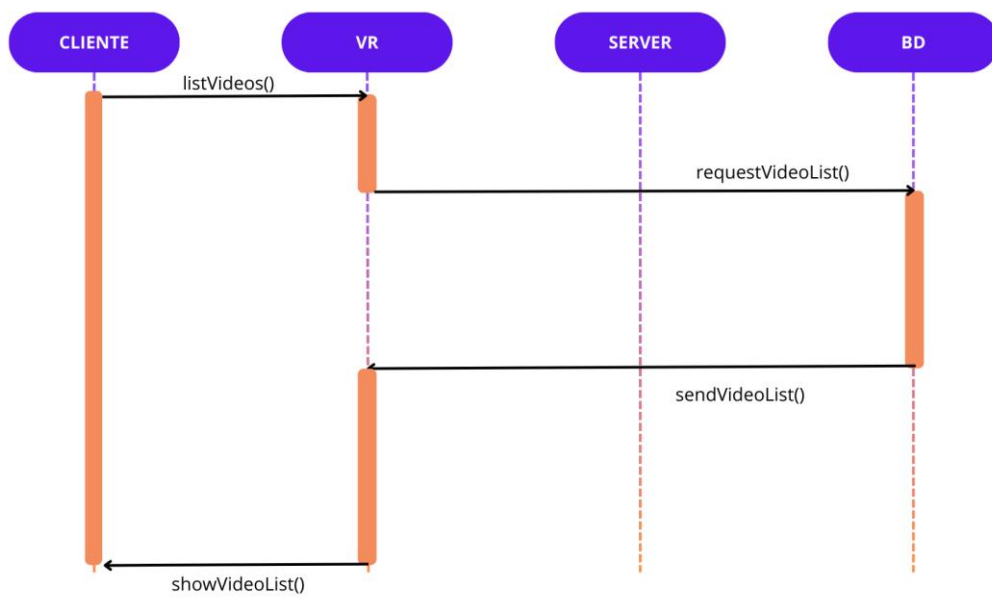 CLIENTE
VR
SERVER
BD
listVideos()
requestVideoList()
sendVideoList()
showVideoList()